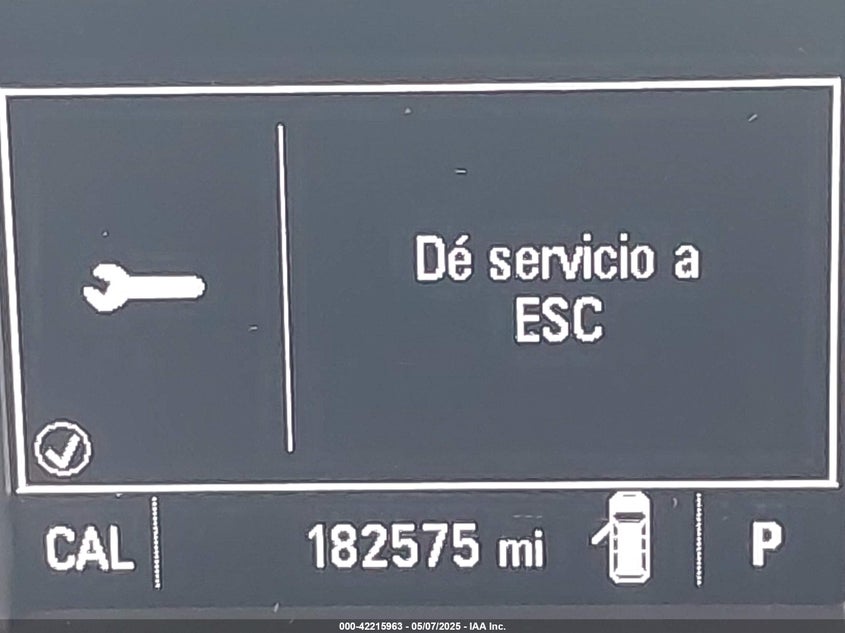 Dé servicio a
ESC
CAL 182575 mi P
000-42215963 - 05/07/2025 - IAA Inc.